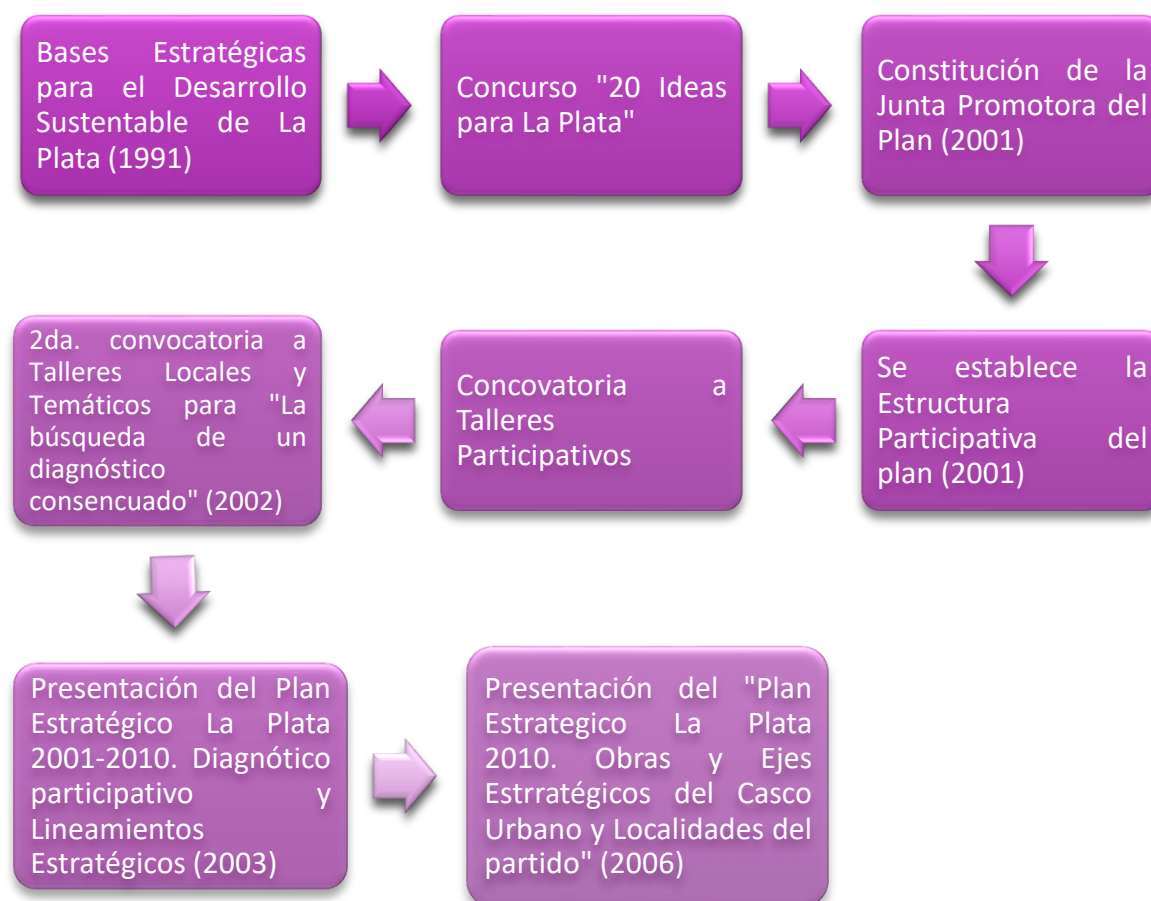 Bases Estratégicas
para el Desarrollo
Sustentable de La
Plata (1991)
Concurso "20 Ideas
para La Plata"
Constitución de la
Junta Promotora del
Plan (2001)
Se establece la
Estructura
Participativa del
plan (2001)
Concovatoria a
Talleres
Participativos
2da. convocatoria a
Talleres Locales y
Temáticos para "La
búsqueda de un
diagnóstico
consencuado" (2002)
Presentación del Plan
Estratégico La Plata
2001-2010. Diagnótico
participativo y
Lineamientos
Estratégicos (2003)
Presentación del "Plan
Estrategico La Plata
2010. Obras y Ejes
Estrratégicos del Casco
Urbano y Localidades del
partido" (2006)